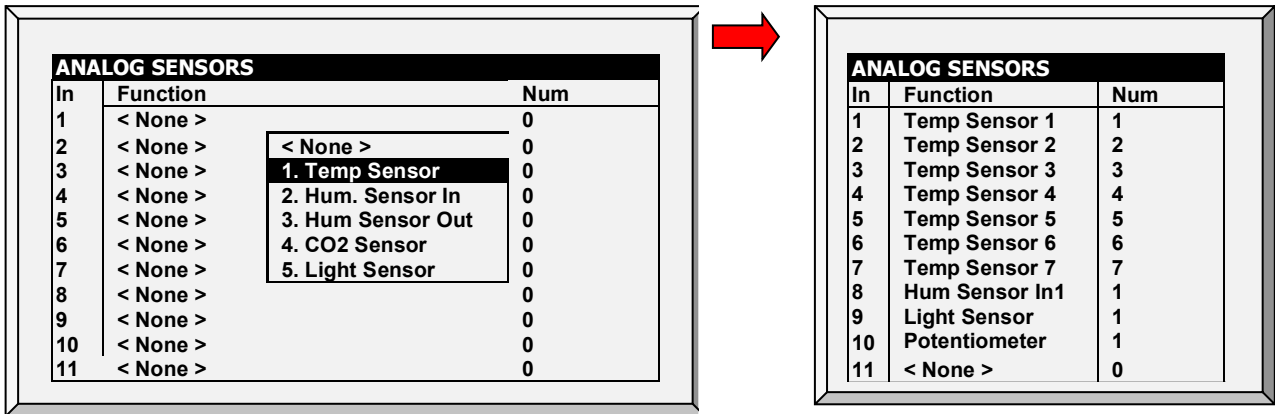 ANALOG SENSORS
In Function Num
1 < None > 0
2 < None > 0
3 < None > 0
4 < None > 0
5 < None > 0
6 < None > 0
7 < None > 0
8 < None > 0
9 < None > 0
10 < None > 0
11 < None > 0
< None >
1. Temp Sensor
2. Hum. Sensor In
3. Hum Sensor Out
4. CO2 Sensor
5. Light Sensor
ANALOG SENSORS
In Function Num
1 Temp Sensor 1 1
2 Temp Sensor 2 2
3 Temp Sensor 3 3
4 Temp Sensor 4 4
5 Temp Sensor 5 5
6 Temp Sensor 6 6
7 Temp Sensor 7 7
8 Hum Sensor In1 1
9 Light Sensor 1
10 Potentiometer 1
11 < None > 0